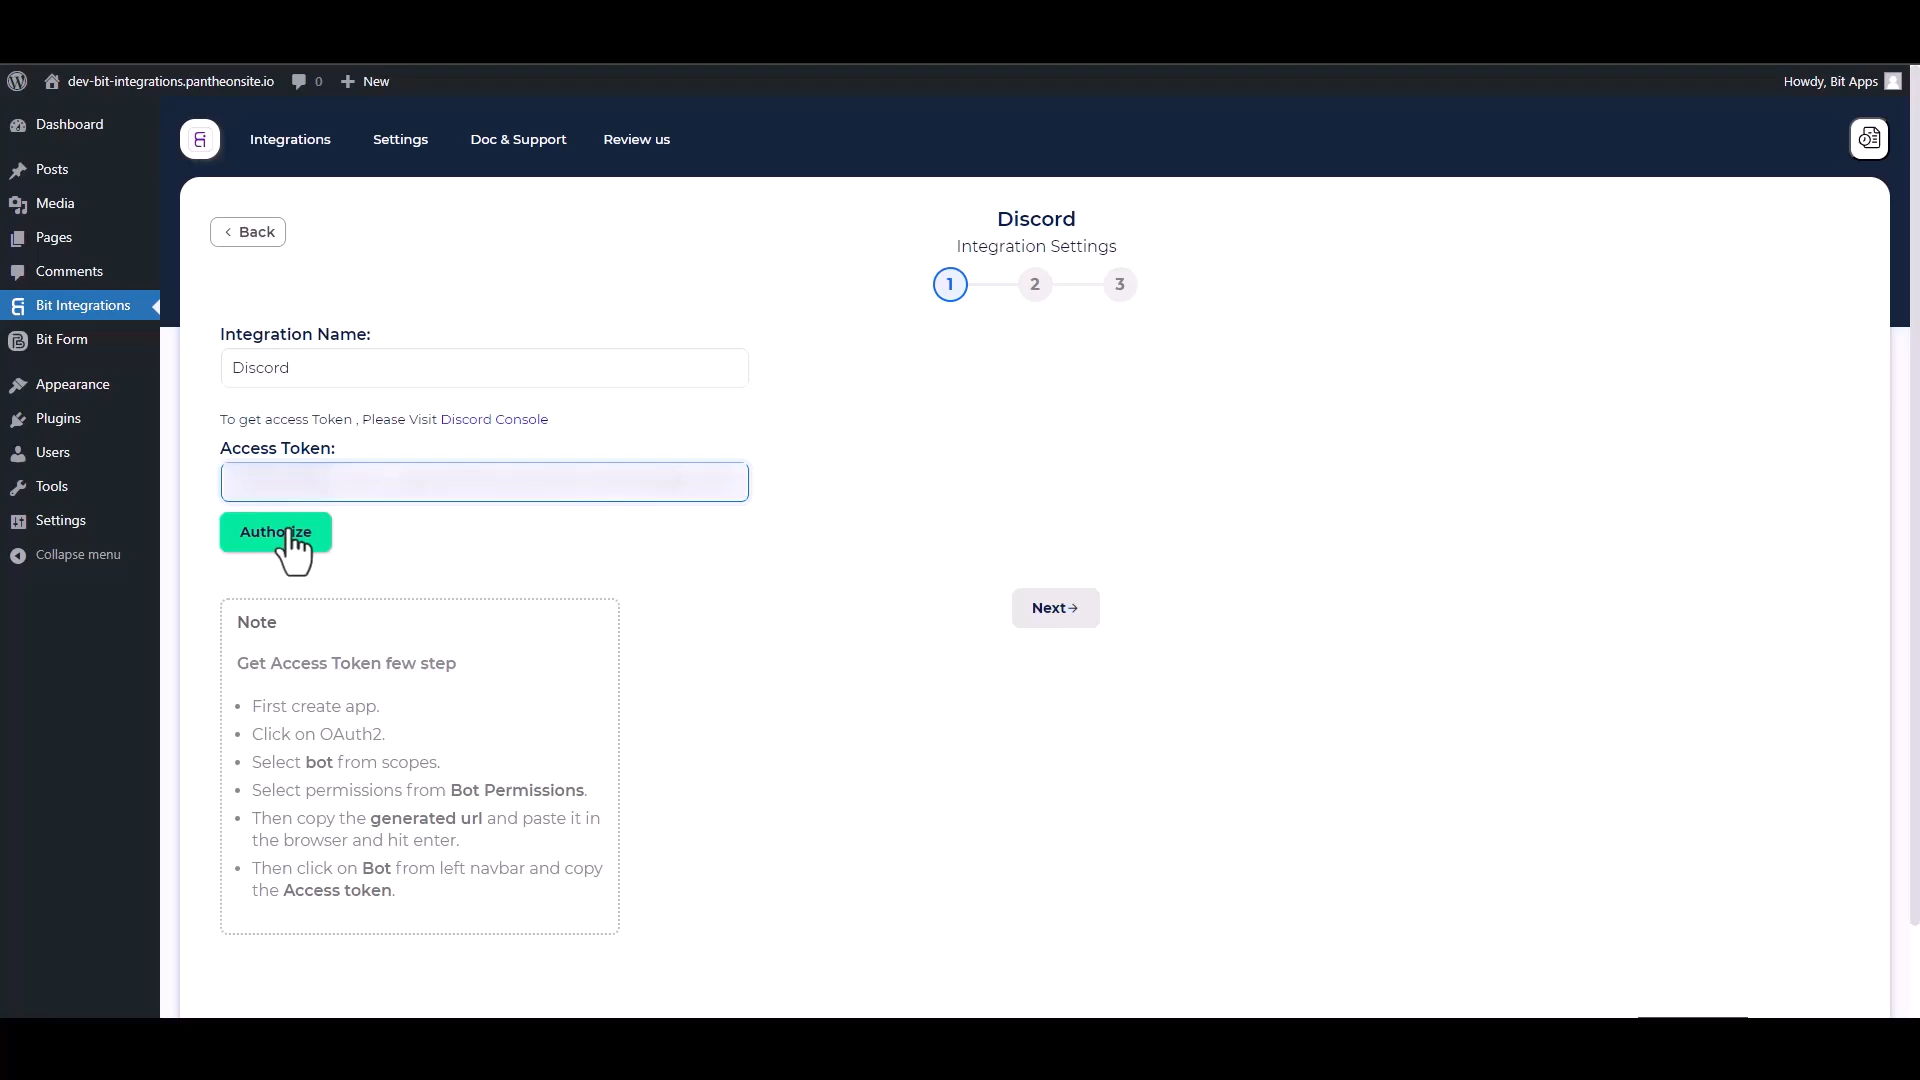 dev-bit-integrations.pantheonsite.io 0 New Howdy, Bit Apps
Dashboard
Posts
Media
Pages
Comments
Bit Integrations
Bit Form
Appearance
Plugins
Users
Tools
Settings
Collapse menu
Integrations Settings Doc & Support Review us
Back
Discord
Integration Settings
1 2 3
Integration Name:
Discord
To get access Token , Please Visit Discord Console
Access Token:
Authorize
Next
Note
Get Access Token few step
First create app.
Click on OAuth2.
Select bot from scopes.
Select permissions from Bot Permissions.
Then copy the generated url and paste it in
the browser and hit enter.
Then click on Bot from left navbar and copy
the Access token.